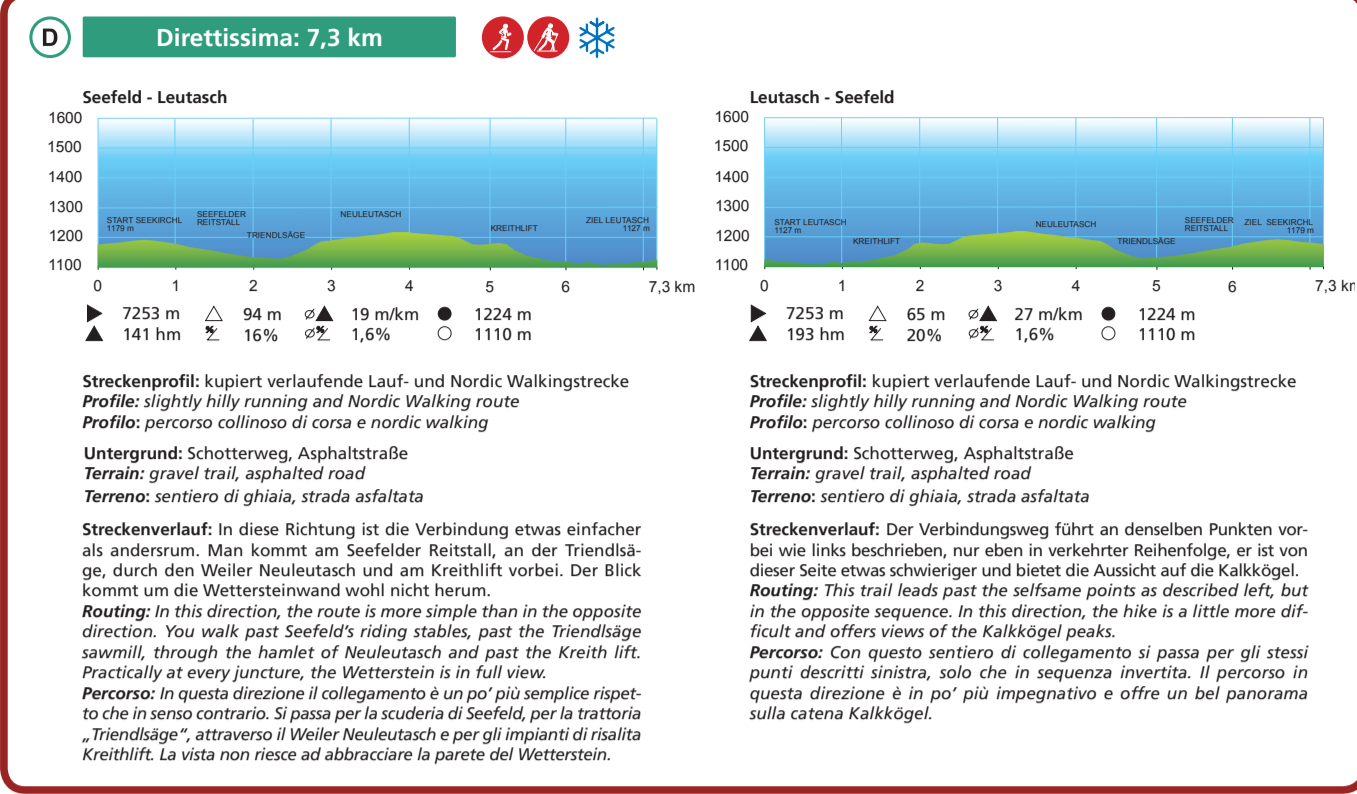 D
Direttissima: 7,3 km
Seefeld - Leutasch
1600
1500
1400
1300
1200
1100
START SEEKIRCHL
1179 m
SEEFELDER
REITSTALL
TRIENDLSÄGE
NEULEUTASCH
KREITHLIFT
ZIEL LEUTASCH
1127 m
0 1 2 3 4 5 6 7,3 km
7253 m 94 m 19 m/km 1224 m
141 hm 16% 1,6% 1110 m
Streckenprofil: kupiert verlaufende Lauf- und Nordic Walkingstrecke
Profile: slightly hilly running and Nordic Walking route
Profilo: percorso collinoso di corsa e nordic walking
Untergrund: Schotterweg, Asphaltstraße
Terrain: gravel trail, asphalted road
Terreno: sentiero di ghiaia, strada asfaltata
Streckenverlauf: In diese Richtung ist die Verbindung etwas einfacher
als andersrum. Man kommt am Seefelder Reitstall, an der Triendlsä-
ge, durch den Weiler Neuleutasch und am Kreithlift vorbei. Der Blick
kommt um die Wettersteinwand wohl nicht herum.
Routing: In this direction, the route is more simple than in the opposite
direction. You walk past Seefeld's riding stables, past the Triendlsäge
sawmill, through the hamlet of Neuleutasch and past the Kreith lift.
Practically at every juncture, the Wetterstein is in full view.
Percorso: In questa direzione il collegamento è un po' più semplice rispet-
to che in senso contrario. Si passa per la scuderia di Seefeld, per la trattoria
„Triendlsäge“, attraverso il Weiler Neuleutasch e per gli impianti di risalita
Kreithlift. La vista non riesce ad abbracciare la parete del Wetterstein.
Leutasch - Seefeld
1600
1500
1400
1300
1200
1100
START LEUTASCH
1127 m
KREITHLIFT
NEULEUTASCH
TRIENDLSÄGE
SEEFELDER
REITSTALL
ZIEL SEEKIRCHL
1179 m
0 1 2 3 4 5 6 7,3 km
7253 m 65 m 27 m/km 1224 m
193 hm 20% 1,6% 1110 m
Streckenprofil: kupiert verlaufende Lauf- und Nordic Walkingstrecke
Profile: slightly hilly running and Nordic Walking route
Profilo: percorso collinoso di corsa e nordic walking
Untergrund: Schotterweg, Asphaltstraße
Terrain: gravel trail, asphalted road
Terreno: sentiero di ghiaia, strada asfaltata
Streckenverlauf: Der Verbindungsweg führt an denselben Punkten vor-
bei wie links beschrieben, nur eben in verkehrter Reihenfolge, er ist von
dieser Seite etwas schwieriger und bietet die Aussicht auf die Kalkkögel.
Routing: This trail leads past the selfsame points as described left, but
in the opposite sequence. In this direction, the hike is a little more dif-
ficult and offers views of the Kalkkögel peaks.
Percorso: Con questo sentiero di collegamento si passa per gli stessi
punti descritti sinistra, solo che in sequenza invertita. Il percorso in
questa direzione è in po' più impegnativo e offre un bel panorama
sulla catena Kalkkögel.